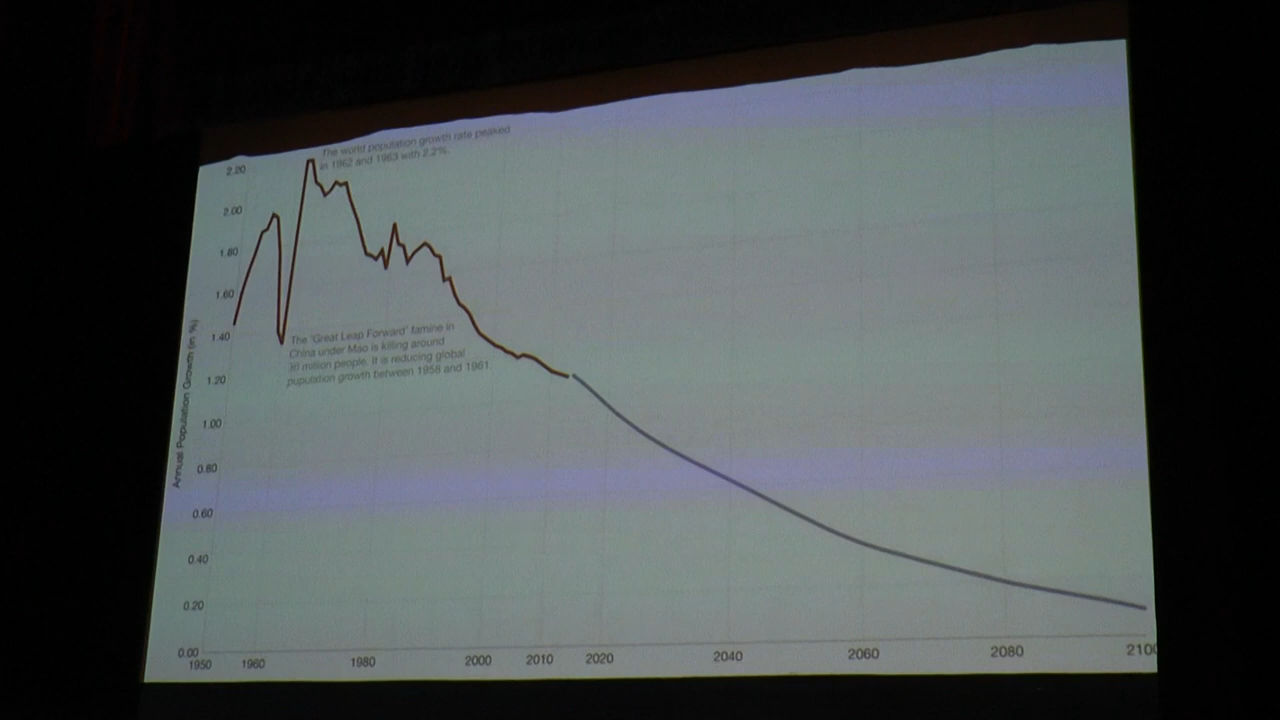 The world population growth rate peaked
in 1962 and 1963 with 2.2%.
2.20
2.00
1.80
1.60
1.40
The 'Great Leap Forward' famine in
China under Mao is killing around
30 million people. It is reducing global
population growth between 1958 and 1961.
1.20
1.00
0.80
0.60
0.40
0.20
0.00
Annual Population Growth (in %)
1950 1960 1980 2000 2010 2020 2040 2060 2080 2100